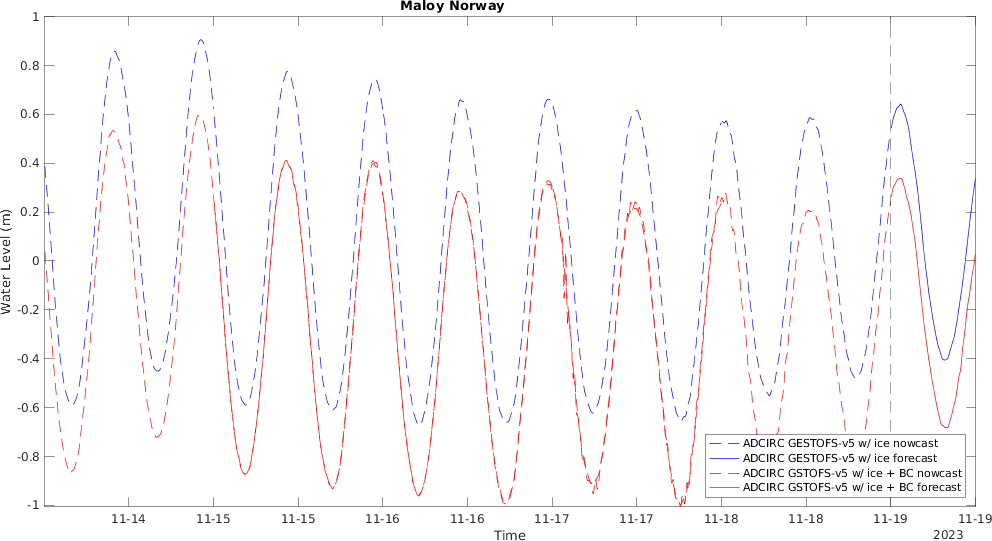 Maloy Norway
1
0.8
0.6
0.4
0.2
0
-0.2
-0.4
-0.6
-0.8
-1
Water Level (m)
ADCIRC GESTOFS-v5 w/ ice nowcast
ADCIRC GESTOFS-v5 w/ ice forecast
ADCIRC GSTOFS-v5 w/ ice + BC nowcast
ADCIRC GSTOFS-v5 w/ ice + BC forecast
11-14 11-15 11-15 11-16 11-16 11-17 11-17 11-18 11-18 11-19 11-19
Time
2023